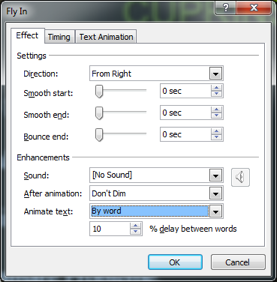 Fly In
Effect Timing Text Animation
Settings
Direction: From Right
Smooth start: 0 sec
Smooth end: 0 sec
Bounce end: 0 sec
Enhancements
Sound: [No Sound]
After animation: Don't Dim
Animate text: By word
10 % delay between words
OK Cancel